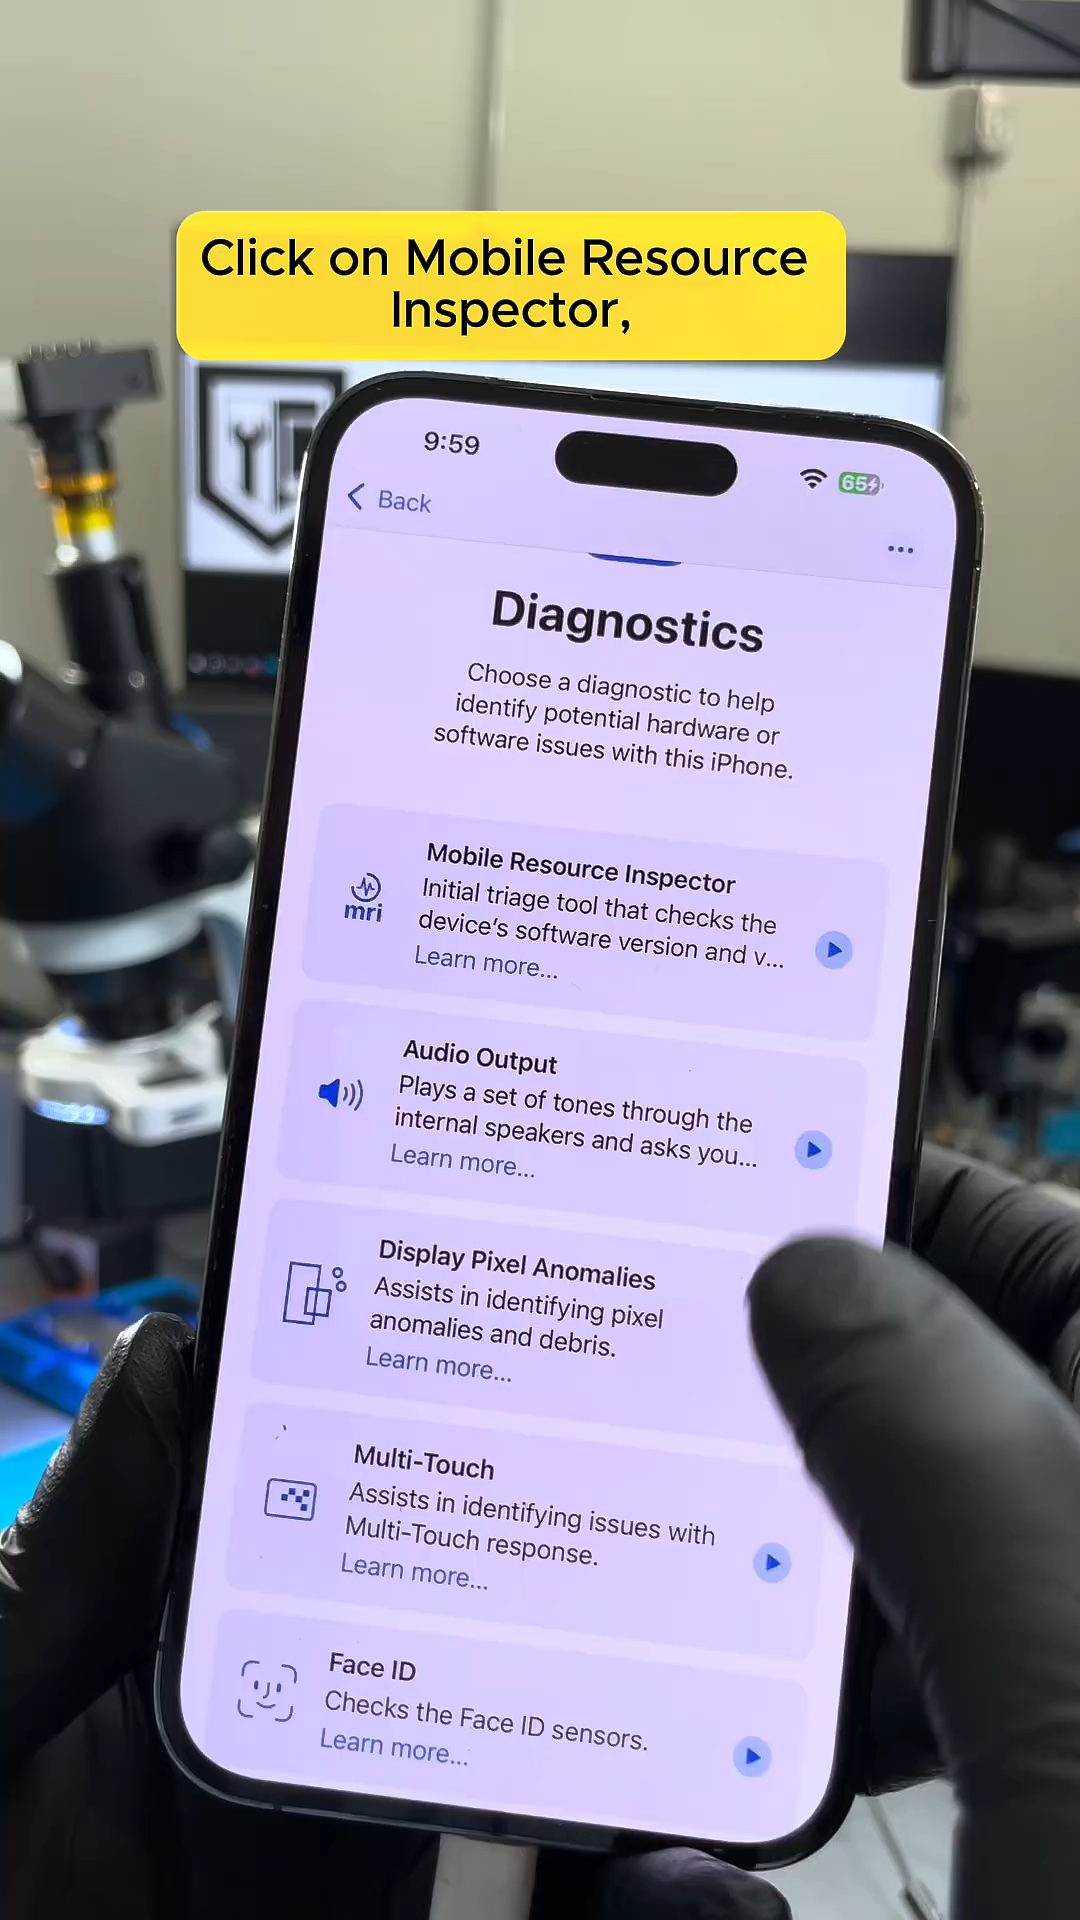 Click on Mobile Resource
Inspector,
9:59
65
Back
Diagnostics
Choose a diagnostic to help
identify potential hardware or
software issues with this iPhone.
Mobile Resource Inspector
Initial triage tool that checks the
device's software version and v...
Learn more...
mri
Audio Output
Plays a set of tones through the
internal speakers and asks you...
Learn more...
Display Pixel Anomalies
Assists in identifying pixel
anomalies and debris.
Learn more...
Multi-Touch
Assists in identifying issues with
Multi-Touch response.
Learn more...
Face ID
Checks the Face ID sensors.
Learn more...